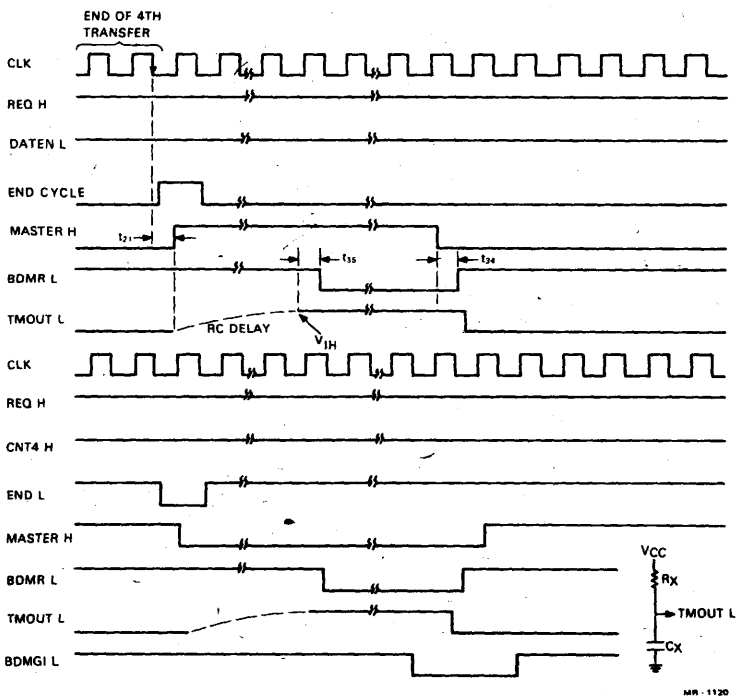 END OF 4TH
TRANSFER
CLK
REQ H
DATEN L
END CYCLE
MASTER H
t21
BDMR L
t35
t34
TMOUT L
RC DELAY
VIH
CLK
REQ H
CNT4 H
END L
MASTER H
BDMR L
TMOUT L
BDMGI L
VCC
RX
TMOUT L
CX
MR-1120